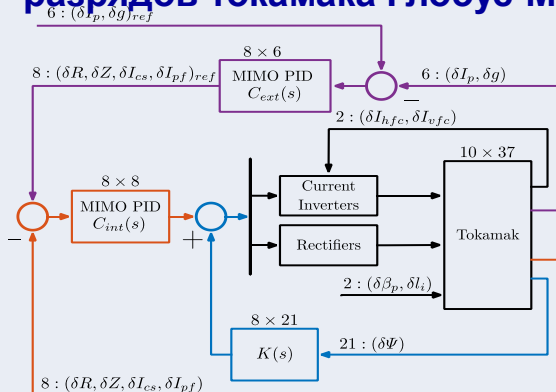 разрядов токамака Глобус-М
6 : (δI_p, δg)_ref
8 × 6
8 : (δR, δZ, δI_cs, δI_pf)_ref
MIMO PID
C_ext(s)
6 : (δI_p, δg)
−
2 : (δI_hfc, δI_vfc)
10 × 37
8 × 8
MIMO PID
C_int(s)
Current
Inverters
Rectifiers
Tokamak
−
+
2 : (δβ_p, δl_i)
8 × 21
K(s)
21 : (δΨ)
8 : (δR, δZ, δI_cs, δI_pf)